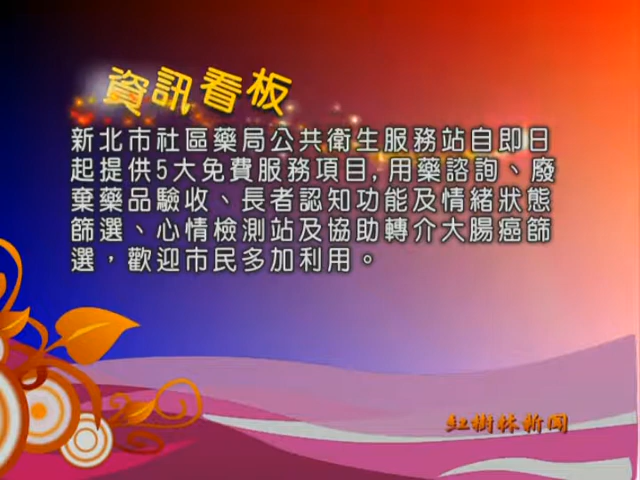 資訊看板
新北市社區藥局公共衛生服務站自即日
起提供5大免費服務項目,用藥諮詢、廢
棄藥品驗收、長者認知功能及情緒狀態
篩選、心情檢測站及協助轉介大腸癌篩
選，歡迎市民多加利用。
紅樹林新聞